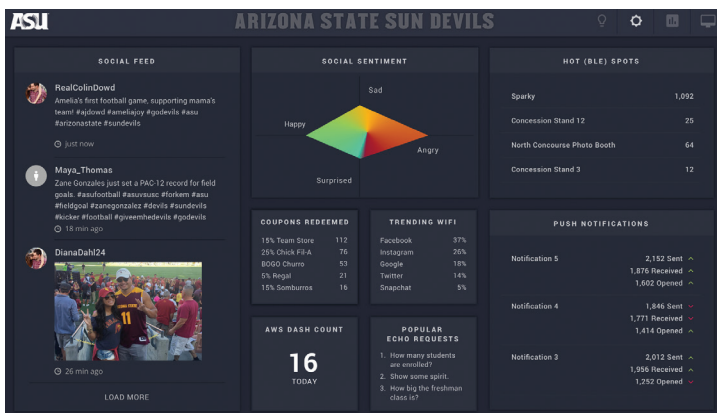 ASU
ARIZONA STATE SUN DEVILS
SOCIAL FEED
RealColinDowd
Amelia's first football game, supporting mama's
team! #ajdowd #ameliajoy #godevils #asu
#arizonastate #sundevils
just now
Maya_Thomas
Zane Gonzales just set a PAC-12 record for field
goals. #asufootball #asuvsusc #forkem #asu
#fieldgoal #zanegonzalez #devils #sundevils
#kicker #football #giveemhedevils #godevils
18 min ago
DianaDahl24
11
26 min ago
LOAD MORE
SOCIAL SENTIMENT
Sad
Happy
Angry
Surprised
COUPONS REDEEMED
15% Team Store 112
25% Chick Fil-A 76
BOGO Churro 53
5% Regal 21
15% Somburros 16
TRENDING WIFI
Facebook 37%
Instagram 26%
Google 18%
Twitter 14%
Snapchat 5%
AWS DASH COUNT
16
TODAY
POPULAR
ECHO REQUESTS
1. How many students
are enrolled?
2. Show some spirit.
3. How big the freshman
class is?
HOT (BLE) SPOTS
Sparky 1,092
Concession Stand 12 25
North Concourse Photo Booth 64
Concession Stand 3 12
PUSH NOTIFICATIONS
Notification 5 2,152 Sent
1,876 Received
1,602 Opened
Notification 4 1,846 Sent
1,771 Received
1,414 Opened
Notification 3 2,012 Sent
1,956 Received
1,252 Opened